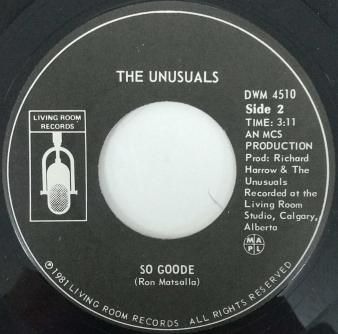 THE UNUSUALS
LIVING ROOM
RECORDS
DWM 4510
Side 2
TIME: 3:11
AN MCS
PRODUCTION
Prod: Richard
Harrow & The
Unusuals
Recorded at the
Living Room
Studio, Calgary,
Alberta
M A
P L
SO GOODE
(Ron Matsalla)
℗1981 LIVING ROOM RECORDS ALL RIGHTS RESERVED